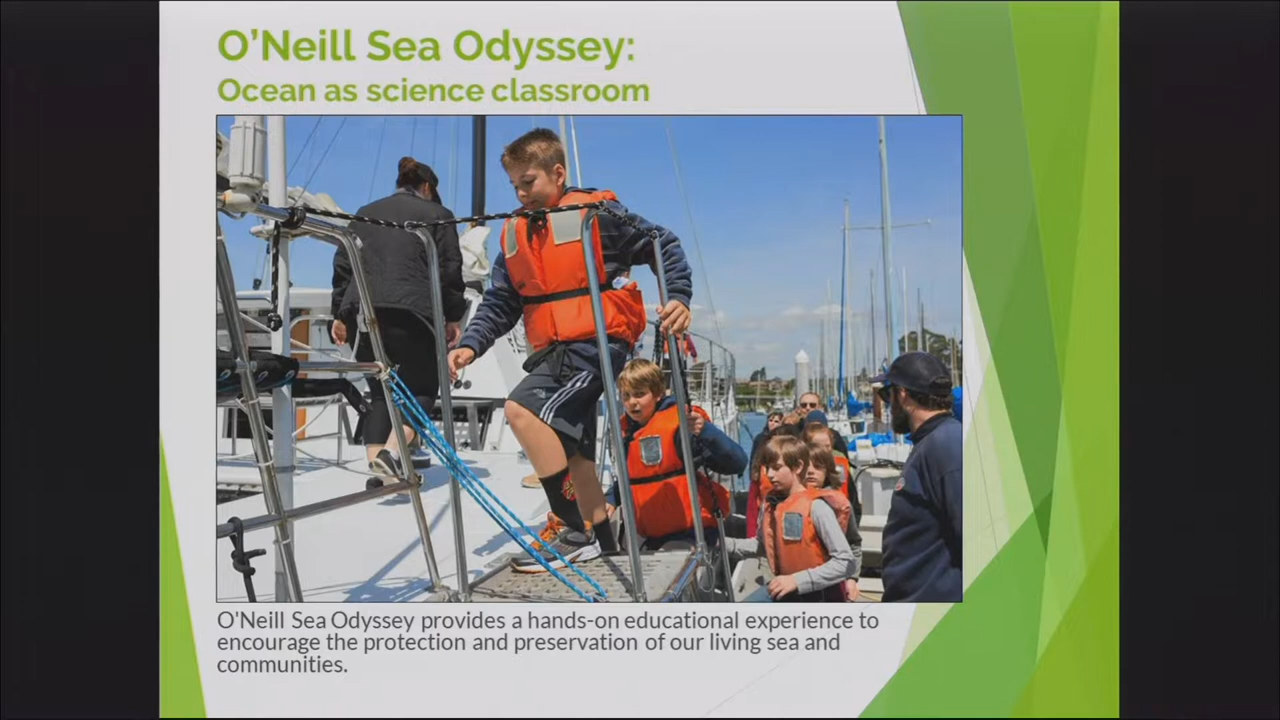 O'Neill Sea Odyssey:
Ocean as science classroom
O'Neill Sea Odyssey provides a hands-on educational experience to
encourage the protection and preservation of our living sea and
communities.